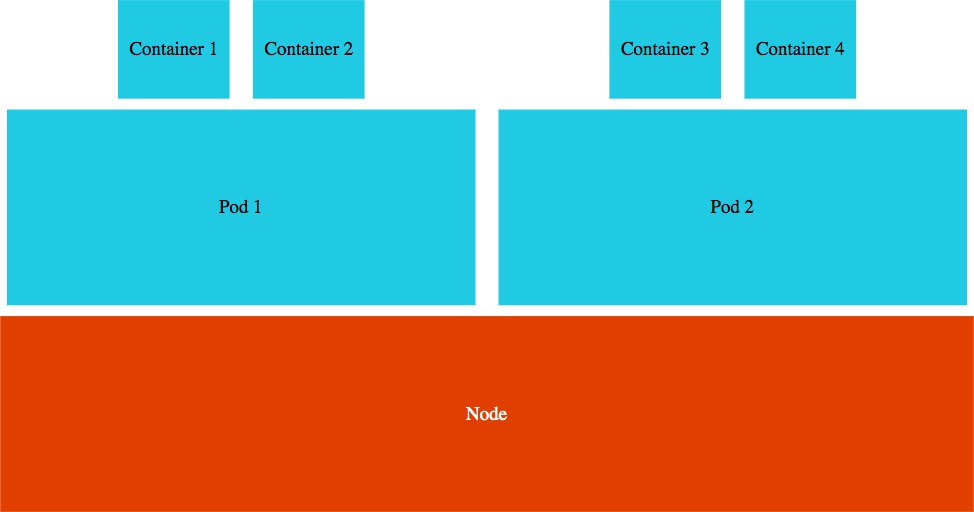 Container 1
Container 2
Container 3
Container 4
Pod 1
Pod 2
Node